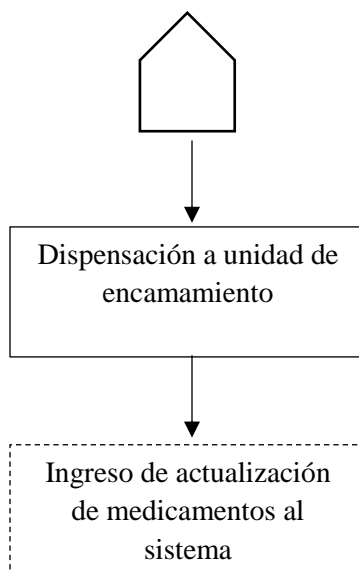 Dispensación a unidad de
encamamiento
Ingreso de actualización
de medicamentos al
sistema